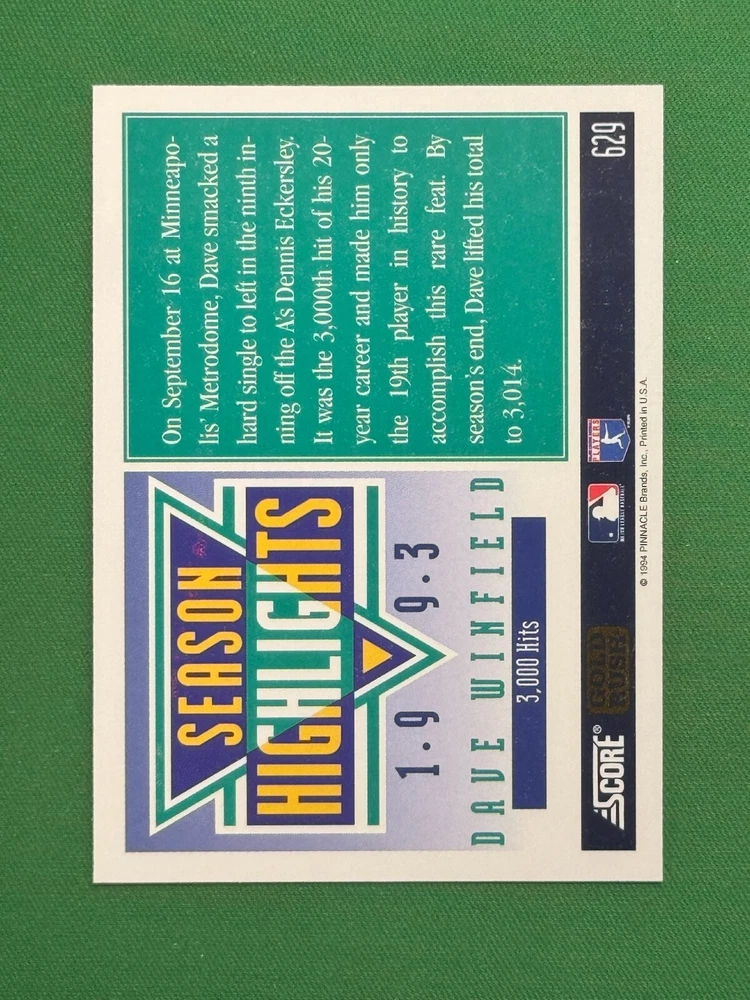 SEASON
HIGHLIGHTS
1·9 9·3
DAVE WINFIELD
3,000 Hits
On September 16 at Minneapo-
lis' Metrodome, Dave smacked a
hard single to left in the ninth in-
ning off the A's Dennis Eckersley.
It was the 3,000th hit of his 20-
year career and made him only
the 19th player in history to
accomplish this rare feat. By
season's end, Dave lifted his total
to 3,014.
SCORE®
GOLD
RUSH
MAJOR LEAGUE BASEBALL
PLAYERS
629
© 1994 PINNACLE Brands, Inc., Printed in U.S.A.